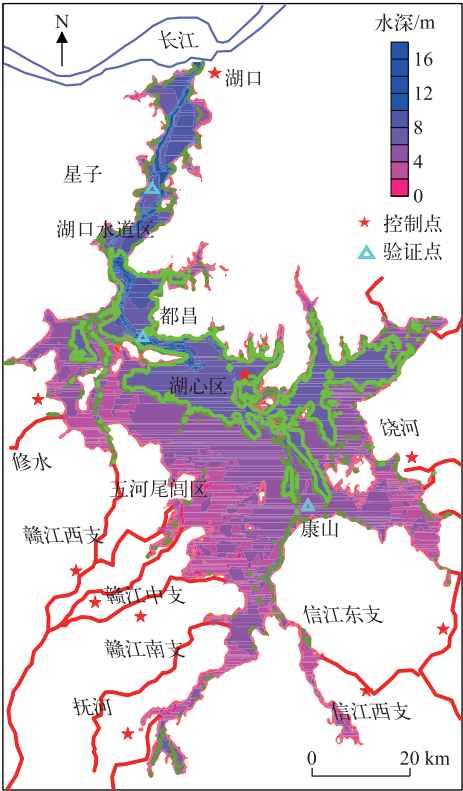 N
长江
水深/m
16
12
8
4
0
湖口
星子
控制点
湖口水道区
验证点
都昌
湖心区
饶河
修水
五河尾闾区
赣江西支
康山
赣江中支
信江东支
赣江南支
抚河
信江西支
0 20 km